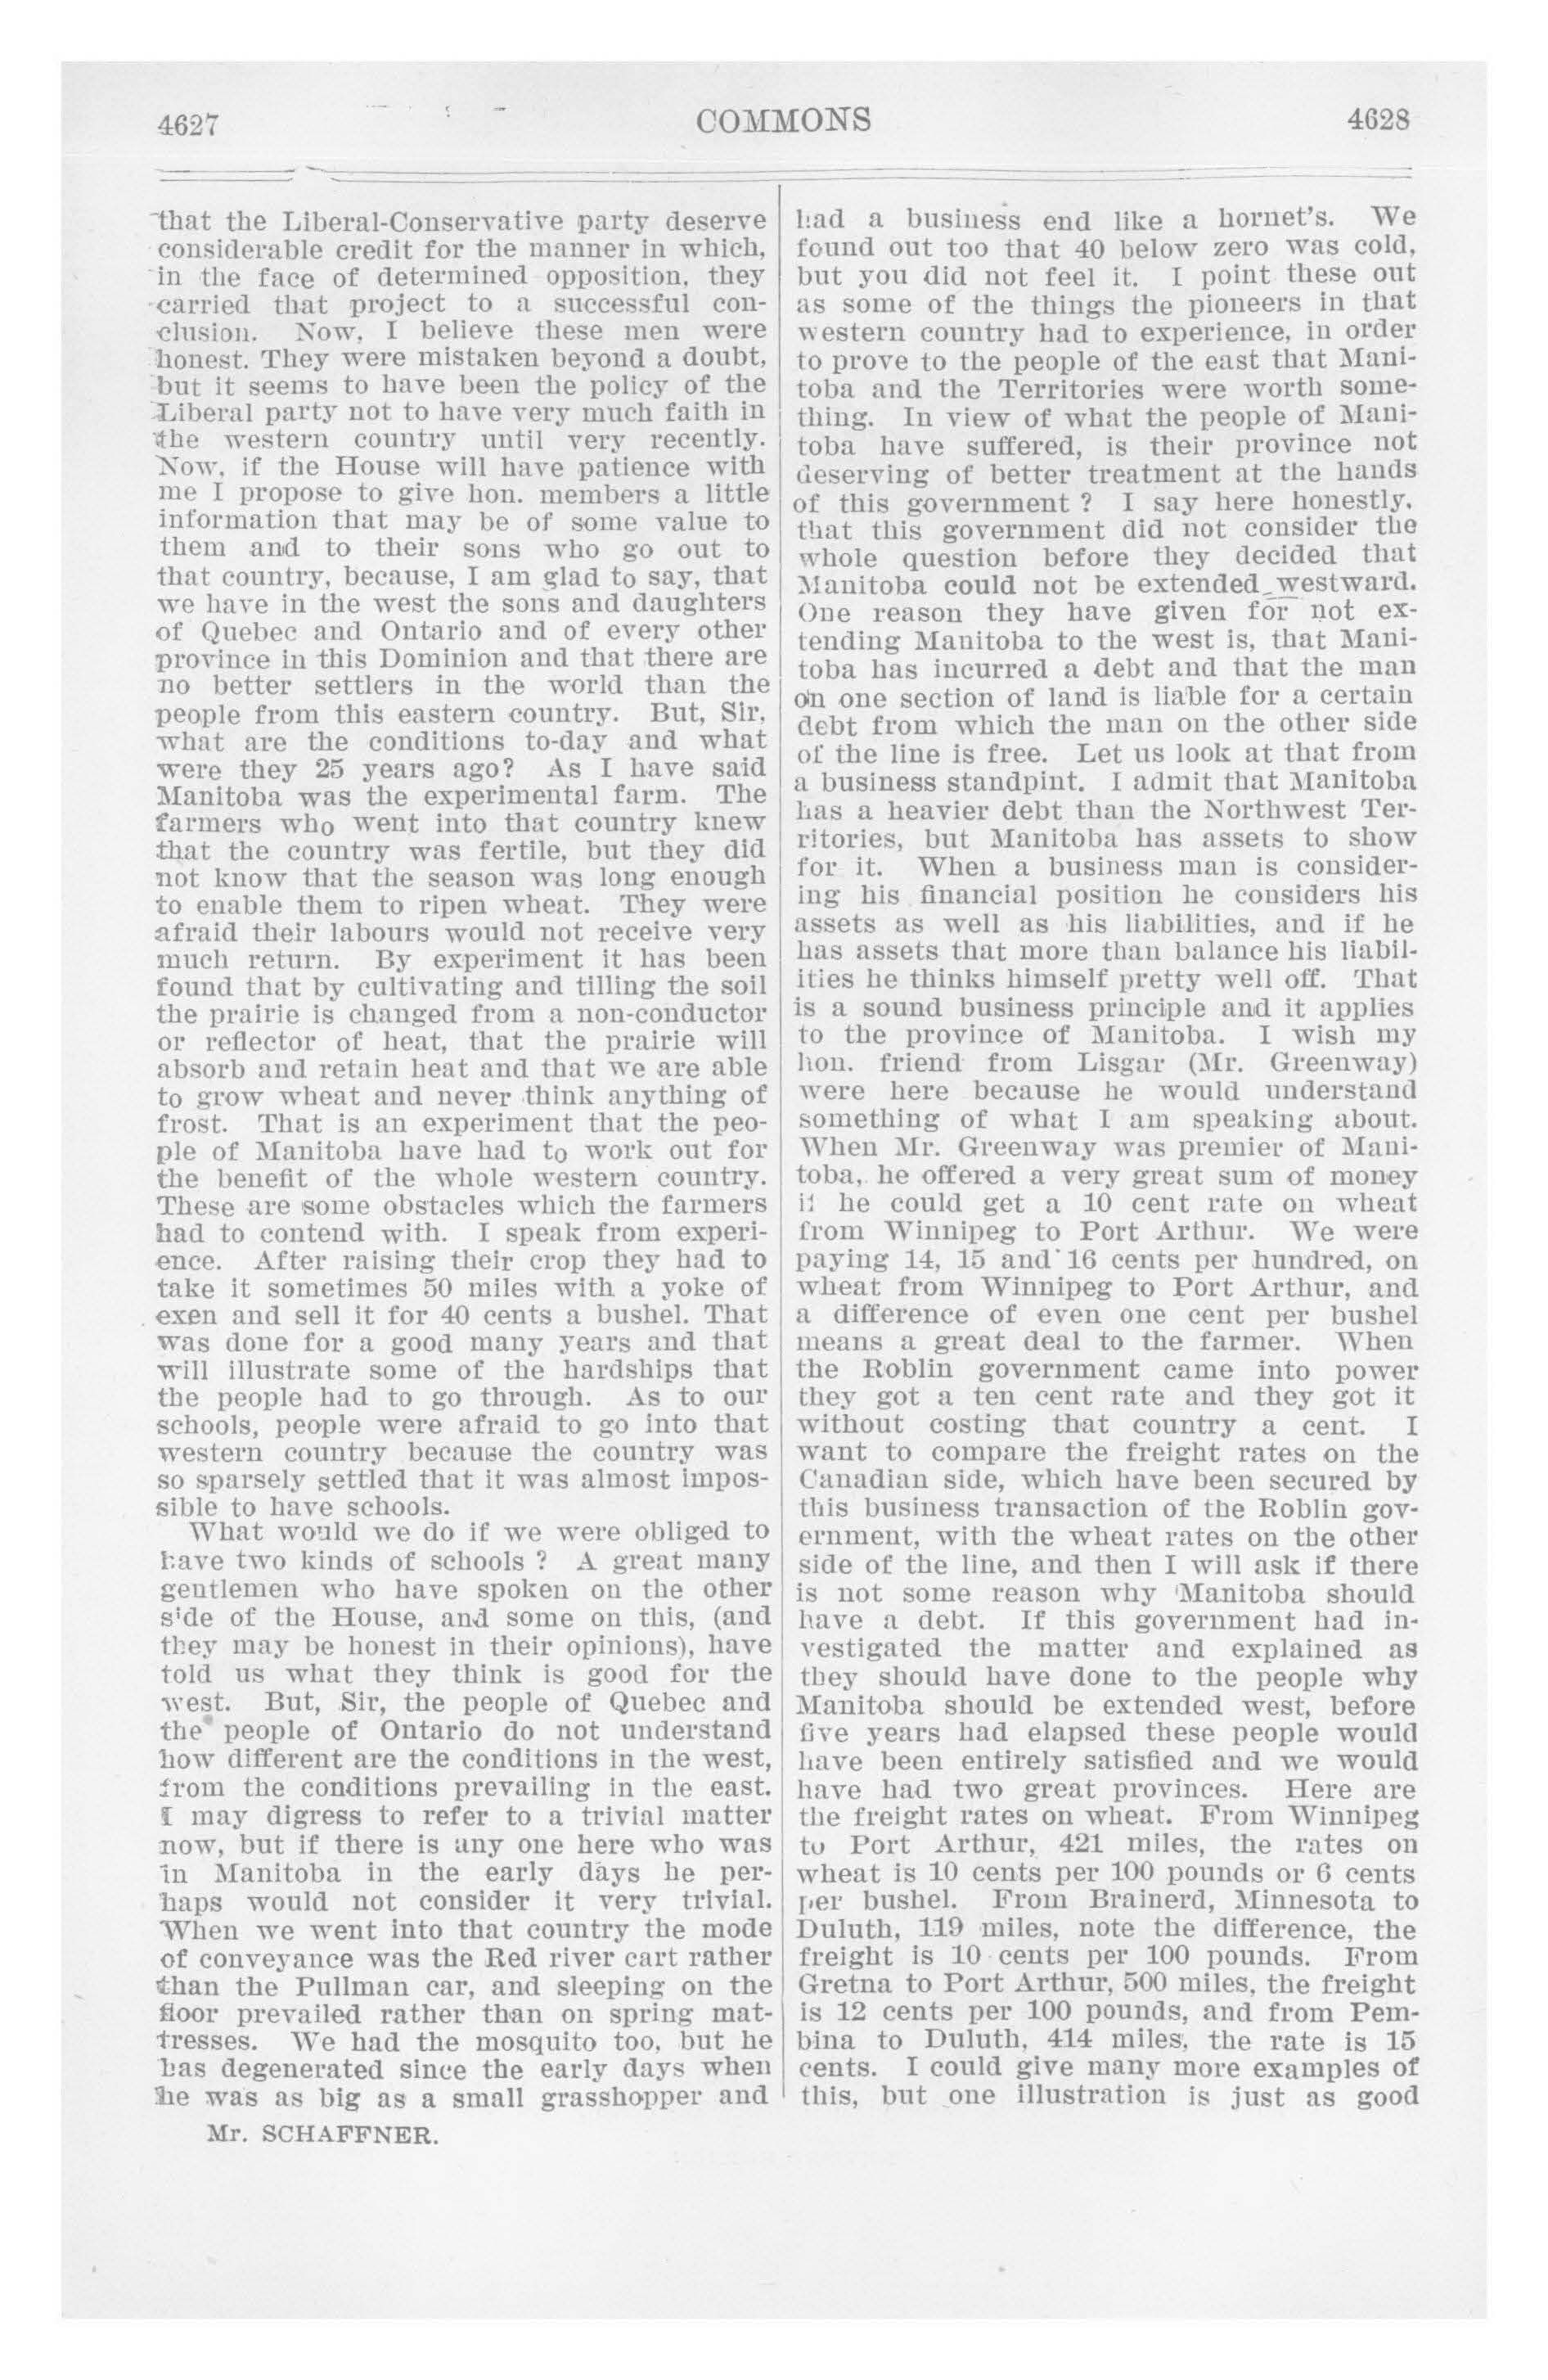 4627
COMMONS
4628
that the Liberal-Conservative party deserve
considerable credit for the manner in which,
in the face of determined opposition, they
carried that project to a successful con-
clusion. Now, I believe these men were
honest. They were mistaken beyond a doubt,
but it seems to have been the policy of the
Liberal party not to have very much faith in
the western country until very recently.
Now, if the House will have patience with
me I propose to give hon. members a little
information that may be of some value to
them and to their sons who go out to
that country, because, I am glad to say, that
we have in the west the sons and daughters
of Quebec and Ontario and of every other
province in this Dominion and that there are
no better settlers in the world than the
people from this eastern country. But, Sir,
what are the conditions to-day and what
were they 25 years ago? As I have said
Manitoba was the experimental farm. The
farmers who went into that country knew
that the country was fertile, but they did
not know that the season was long enough
to enable them to ripen wheat. They were
afraid their labours would not receive very
much return. By experiment it has been
found that by cultivating and tilling the soil
the prairie is changed from a non-conductor
or reflector of heat, that the prairie will
absorb and retain heat and that we are able
to grow wheat and never think anything of
frost. That is an experiment that the peo-
ple of Manitoba have had to work out for
the benefit of the whole western country.
These are some obstacles which the farmers
had to contend with. I speak from experi-
ence. After raising their crop they had to
take it sometimes 50 miles with a yoke of
exen and sell it for 40 cents a bushel. That
was done for a good many years and that
will illustrate some of the hardships that
the people had to go through. As to our
schools, people were afraid to go into that
western country because the country was
so sparsely settled that it was almost impos-
sible to have schools.
What would we do if we were obliged to
have two kinds of schools ? A great many
gentlemen who have spoken on the other
side of the House, and some on this, (and
they may be honest in their opinions), have
told us what they think is good for the
west. But, Sir, the people of Quebec and
the people of Ontario do not understand
how different are the conditions in the west,
from the conditions prevailing in the east.
I may digress to refer to a trivial matter
now, but if there is any one here who was
in Manitoba in the early days he per-
haps would not consider it very trivial.
When we went into that country the mode
of conveyance was the Red river cart rather
than the Pullman car, and sleeping on the
floor prevailed rather than on spring mat-
tresses. We had the mosquito too, but he
has degenerated since the early days when
he was as big as a small grasshopper and
Mr. SCHAFFNER.
had a business end like a hornet's. We
found out too that 40 below zero was cold,
but you did not feel it. I point these out
as some of the things the pioneers in that
western country had to experience, in order
to prove to the people of the east that Mani-
toba and the Territories were worth some-
thing. In view of what the people of Mani-
toba have suffered, is their province not
deserving of better treatment at the hands
of this government ? I say here honestly,
that this government did not consider the
whole question before they decided that
Manitoba could not be extended westward.
One reason they have given for not ex-
tending Manitoba to the west is, that Mani-
toba has incurred a debt and that the man
on one section of land is liable for a certain
debt from which the man on the other side
of the line is free. Let us look at that from
a business standpint. I admit that Manitoba
has a heavier debt than the Northwest Ter-
ritories, but Manitoba has assets to show
for it. When a business man is consider-
ing his financial position he considers his
assets as well as his liabilities, and if he
has assets that more than balance his liabil-
ities he thinks himself pretty well off. That
is a sound business principle and it applies
to the province of Manitoba. I wish my
hon. friend from Lisgar (Mr. Greenway)
were here because he would understand
something of what I am speaking about.
When Mr. Greenway was premier of Mani-
toba, he offered a very great sum of money
if he could get a 10 cent rate on wheat
from Winnipeg to Port Arthur. We were
paying 14, 15 and 16 cents per hundred, on
wheat from Winnipeg to Port Arthur, and
a difference of even one cent per bushel
means a great deal to the farmer. When
the Roblin government came into power
they got a ten cent rate and they got it
without costing that country a cent. I
want to compare the freight rates on the
Canadian side, which have been secured by
this business transaction of the Roblin gov-
ernment, with the wheat rates on the other
side of the line, and then I will ask if there
is not some reason why Manitoba should
have a debt. If this government had in-
vestigated the matter and explained as
they should have done to the people why
Manitoba should be extended west, before
five years had elapsed these people would
have been entirely satisfied and we would
have had two great provinces. Here are
the freight rates on wheat. From Winnipeg
to Port Arthur, 421 miles, the rates on
wheat is 10 cents per 100 pounds or 6 cents
per bushel. From Brainerd, Minnesota to
Duluth, 119 miles, note the difference, the
freight is 10 cents per 100 pounds. From
Gretna to Port Arthur, 500 miles, the freight
is 12 cents per 100 pounds, and from Pem-
bina to Duluth, 414 miles, the rate is 15
cents. I could give many more examples of
this, but one illustration is just as good